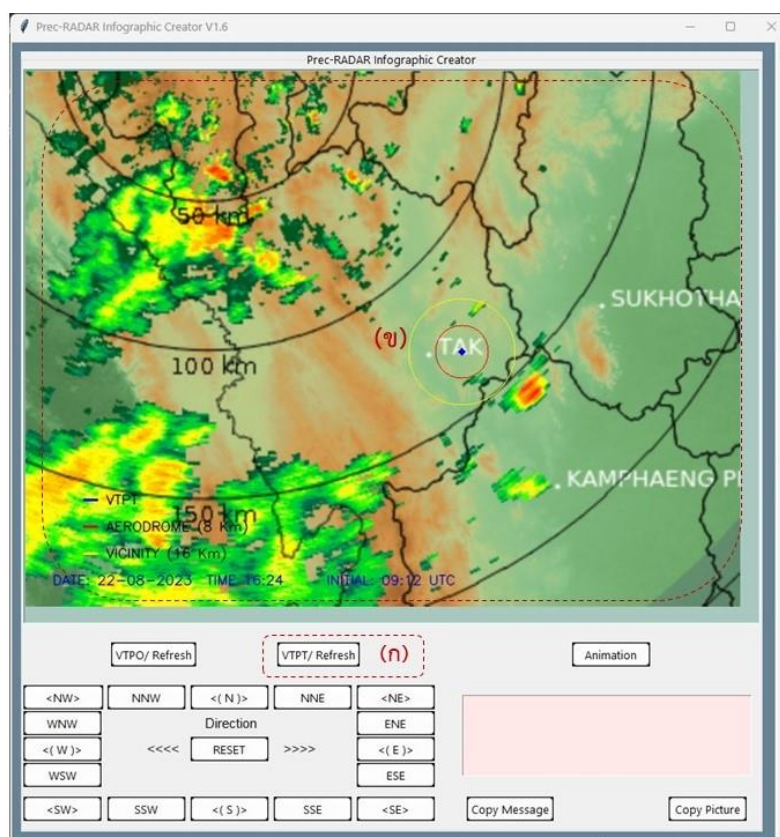 Prec-RADAR Infographic Creator V1.6
Prec-RADAR Infographic Creator
50 km
SUKHOTHA
(ข)
TAK
100 km
KAMPHAENG P
VTPT
150 km
AERODROME (8 Km)
VICINITY (16 Km)
DATE: 22-08-2023 TIME 16:24 INITIAL: 09:12 UTC
VTPO/ Refresh
VTPT/ Refresh
(ก)
Animation
<NW>
NNW
<( N )>
NNE
<NE>
WNW
Direction
ENE
<( W )>
<<<<
RESET
>>>>
<( E )>
WSW
ESE
<SW>
SSW
<( S )>
SSE
<SE>
Copy Message
Copy Picture